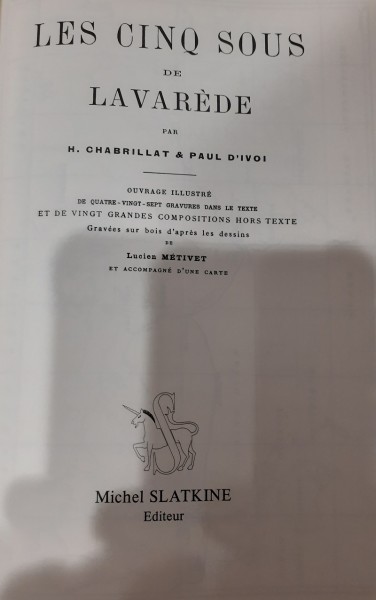 LES CINQ SOUS
DE
LAVARÈDE
PAR
H. CHABRILLAT & PAUL D'IVOI
OUVRAGE ILLUSTRÉ
DE QUATRE-VINGT-SEPT GRAVURES DANS LE TEXTE
ET DE VINGT GRANDES COMPOSITIONS HORS TEXTE
Gravées sur bois d'après les dessins
DE
Lucien MÉTIVET
ET ACCOMPAGNÉ D'UNE CARTE
S
Michel SLATKINE
Editeur